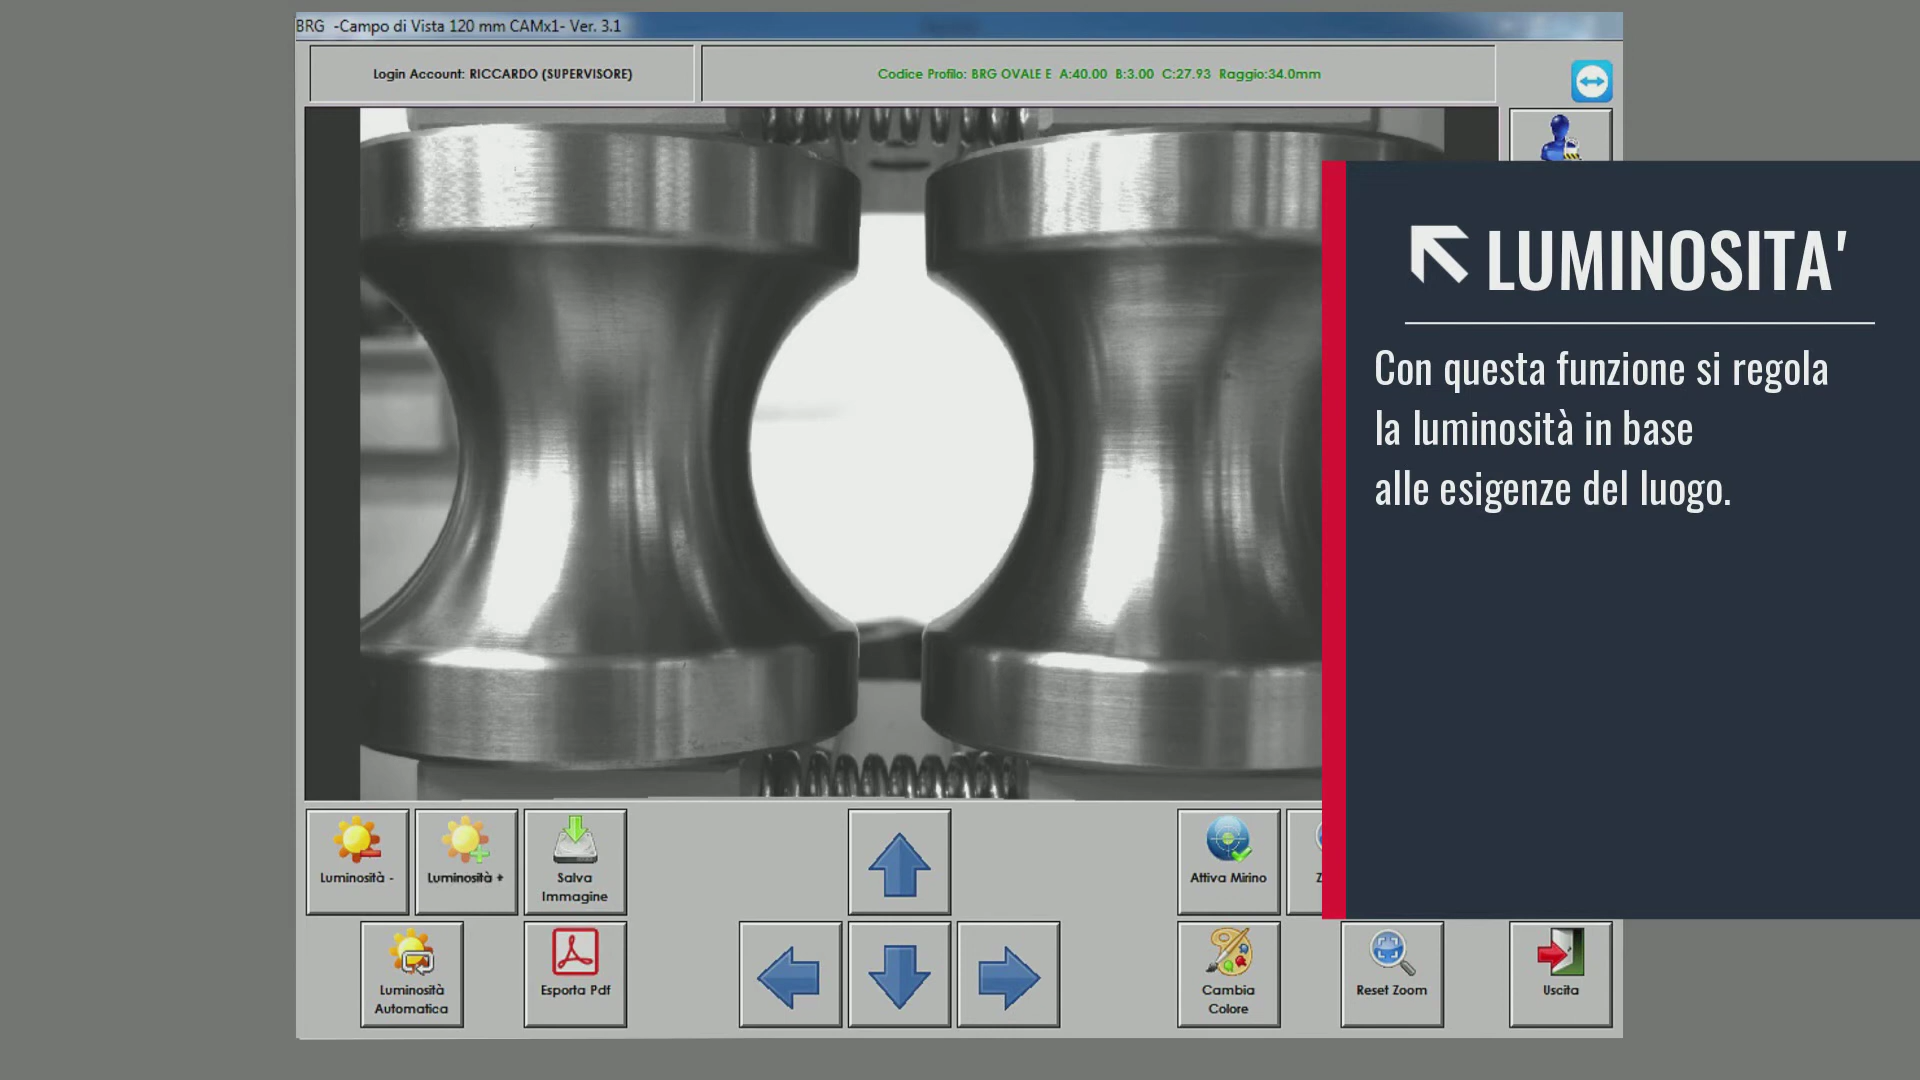 BRG -Campo di Vista 120 mm CAMx1- Ver. 3.1
Login Account: RICCARDO (SUPERVISORE)
Codice Profilo: BRG OVALE E A:40.00 B:3.00 C:27.93 Raggio:34.0mm
LUMINOSITA'
Con questa funzione si regola
la luminosità in base
alle esigenze del luogo.
Luminosità -
Luminosità +
Salva
Immagine
Attiva Mirino
Luminosità
Automatica
Esporta Pdf
Cambia
Colore
Reset Zoom
Uscita